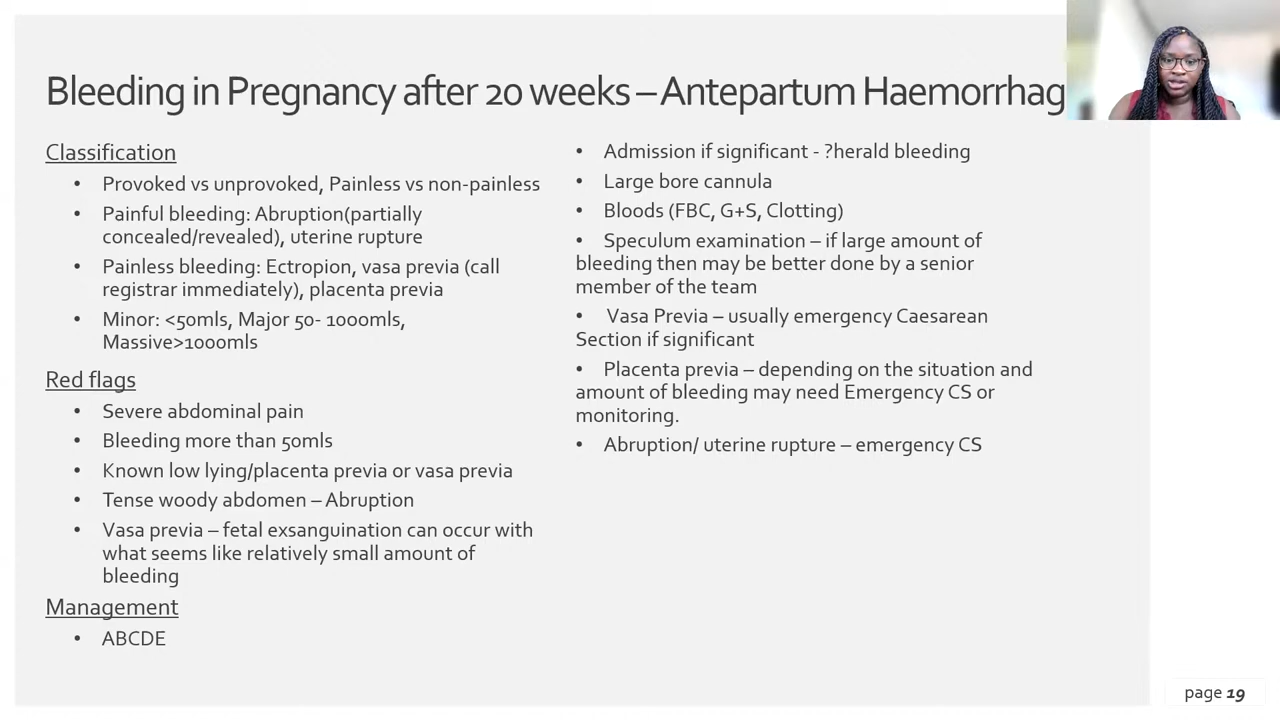 Bleeding in Pregnancy after 20 weeks – Antepartum Haemorrhag
Classification
• Provoked vs unprovoked, Painless vs non-painless
• Painful bleeding: Abruption(partially
concealed/revealed), uterine rupture
• Painless bleeding: Ectropion, vasa previa (call
registrar immediately), placenta previa
• Minor: <50mls, Major 50- 1000mls,
Massive>1000mls
Red flags
• Severe abdominal pain
• Bleeding more than 50mls
• Known low lying/placenta previa or vasa previa
• Tense woody abdomen – Abruption
• Vasa previa – fetal exsanguination can occur with
what seems like relatively small amount of
bleeding
Management
• ABCDE
• Admission if significant - ?herald bleeding
• Large bore cannula
• Bloods (FBC, G+S, Clotting)
• Speculum examination – if large amount of
bleeding then may be better done by a senior
member of the team
• Vasa Previa – usually emergency Caesarean
Section if significant
• Placenta previa – depending on the situation and
amount of bleeding may need Emergency CS or
monitoring.
• Abruption/ uterine rupture – emergency CS
page 19